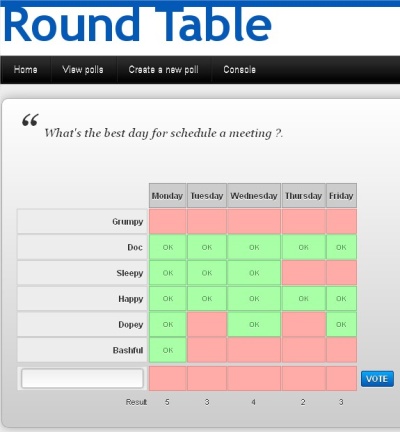 Round Table
Home View polls Create a new poll Console
“ What's the best day for schedule a meeting ?.
Monday Tuesday Wednesday Thursday Friday
Grumpy
Doc OK OK OK OK OK
Sleepy OK OK OK
Happy OK OK OK OK OK
Dopey OK OK OK
Bashful OK
VOTE
Result 5 3 4 2 3